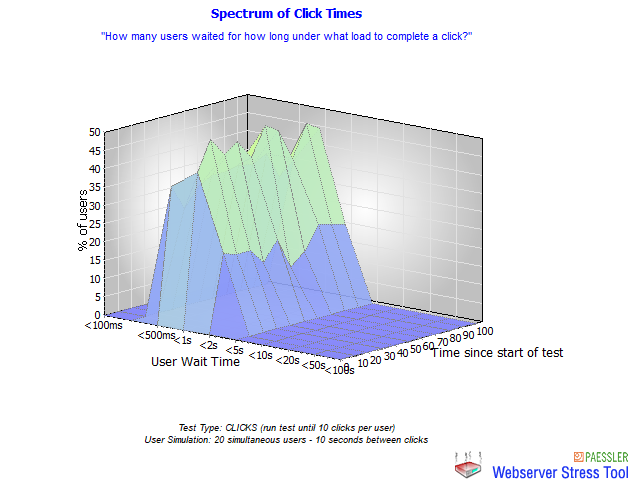 Spectrum of Click Times
"How many users waited for how long under what load to complete a click?"
50
45
40
35
30
25
20
15
10
5
0
% of users
<100ms
<500ms
<1s
<2s
<5s
<10s
<20s
<50s
<100s
User Wait Time
0
10
20
30
40
50
60
70
80
90
100
Time since start of test
Test Type: CLICKS (run test until 10 clicks per user)
User Simulation: 20 simultaneous users - 10 seconds between clicks
PAESSLER
Webserver Stress Tool